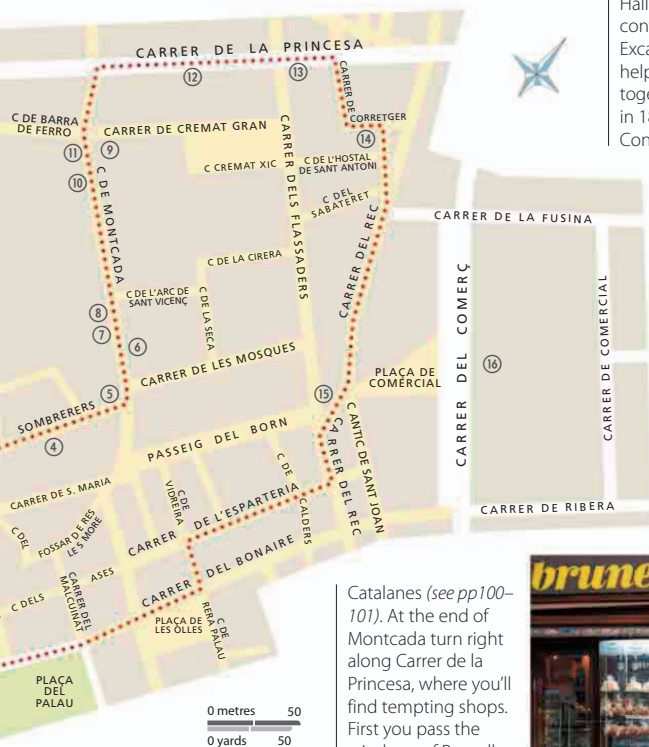 CARRER DE LA PRINCESA
12
13
CARRER DE
CORRETGER
14
C DE BARRA
DE FERRO
11
9
CARRER DE CREMAT GRAN
10
C DE MONTCADA
C CREMAT XIC
CARRER DELS FLASSADERS
C DE L'HOSTAL
DE SANT ANTONI
C DEL
SABATERET
CARRER DEL REC
CARRER DE LA FUSINA
C DE LA CIRERA
C DE L'ARC DE
SANT VICENÇ
C DE LA SECA
8
7
6
CARRER DE LES MOSQUES
CARRER DEL COMERÇ
16
CARRER DE COMERCIAL
PLAÇA DE
COMERCIAL
15
5
SOMBRERERS
4
PASSEIG DEL BORN
C ANTIC DE SANT JOAN
CARRER DEL REC
CARRER DE S. MARIA
C DE
VIDREIRA
C DE
CALDERS
CARRER DE L'ESPARTERIA
CARRER DE RIBERA
FOSSAR DE RES
LES MORE
C DEL
C DELS ASES
CARRER DEL
MALCUINAT
CARRER DEL BONAIRE
PLAÇA DE
LES OLLES
C DE
RERA PALAU
PLAÇA
DEL
PALAU
0 metres 50
0 yards 50
Hall
con
Exca
help
toge
in 18
Con
Catalanes (see pp100–
101). At the end of
Montcada turn right
along Carrer de la
Princesa, where you'll
find tempting shops.
First you pass the
brune